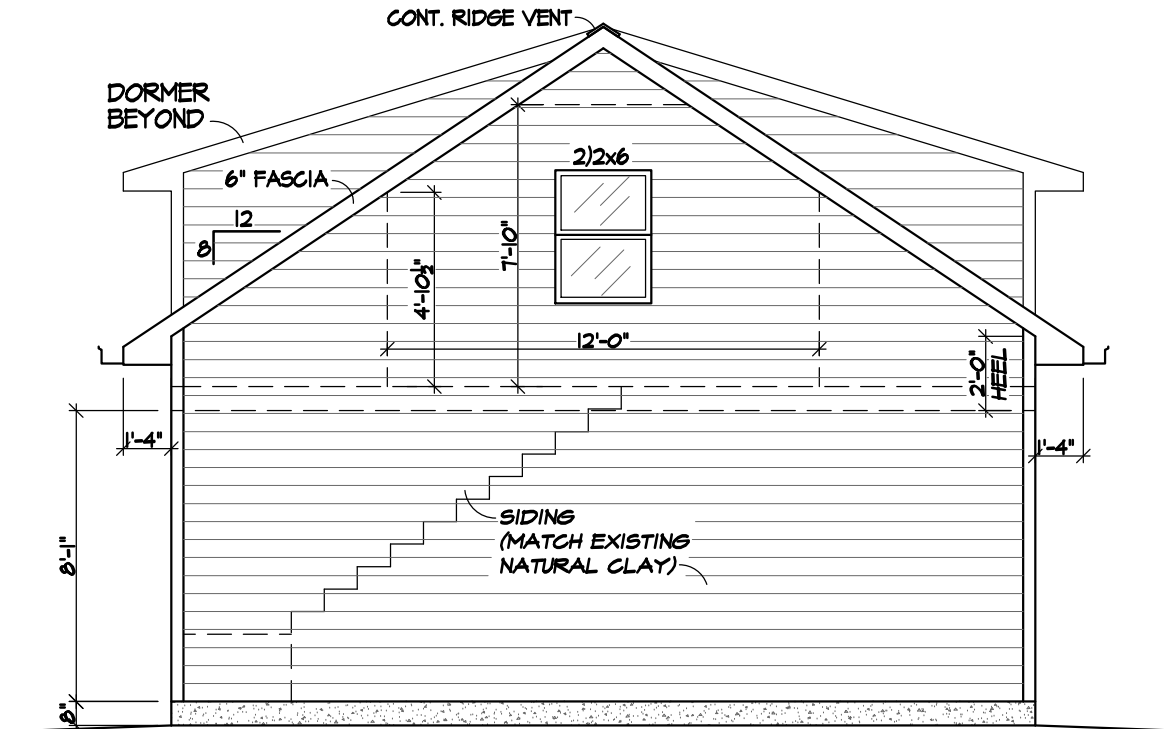 CONT. RIDGE VENT
DORMER
BEYOND
2)2x6
6" FASCIA
12
8
7'-10"
4'-10½"
12'-0"
2'-0"
HEEL
1'-4"
1'-4"
SIDING
(MATCH EXISTING
NATURAL CLAY)
8'-1"
8"